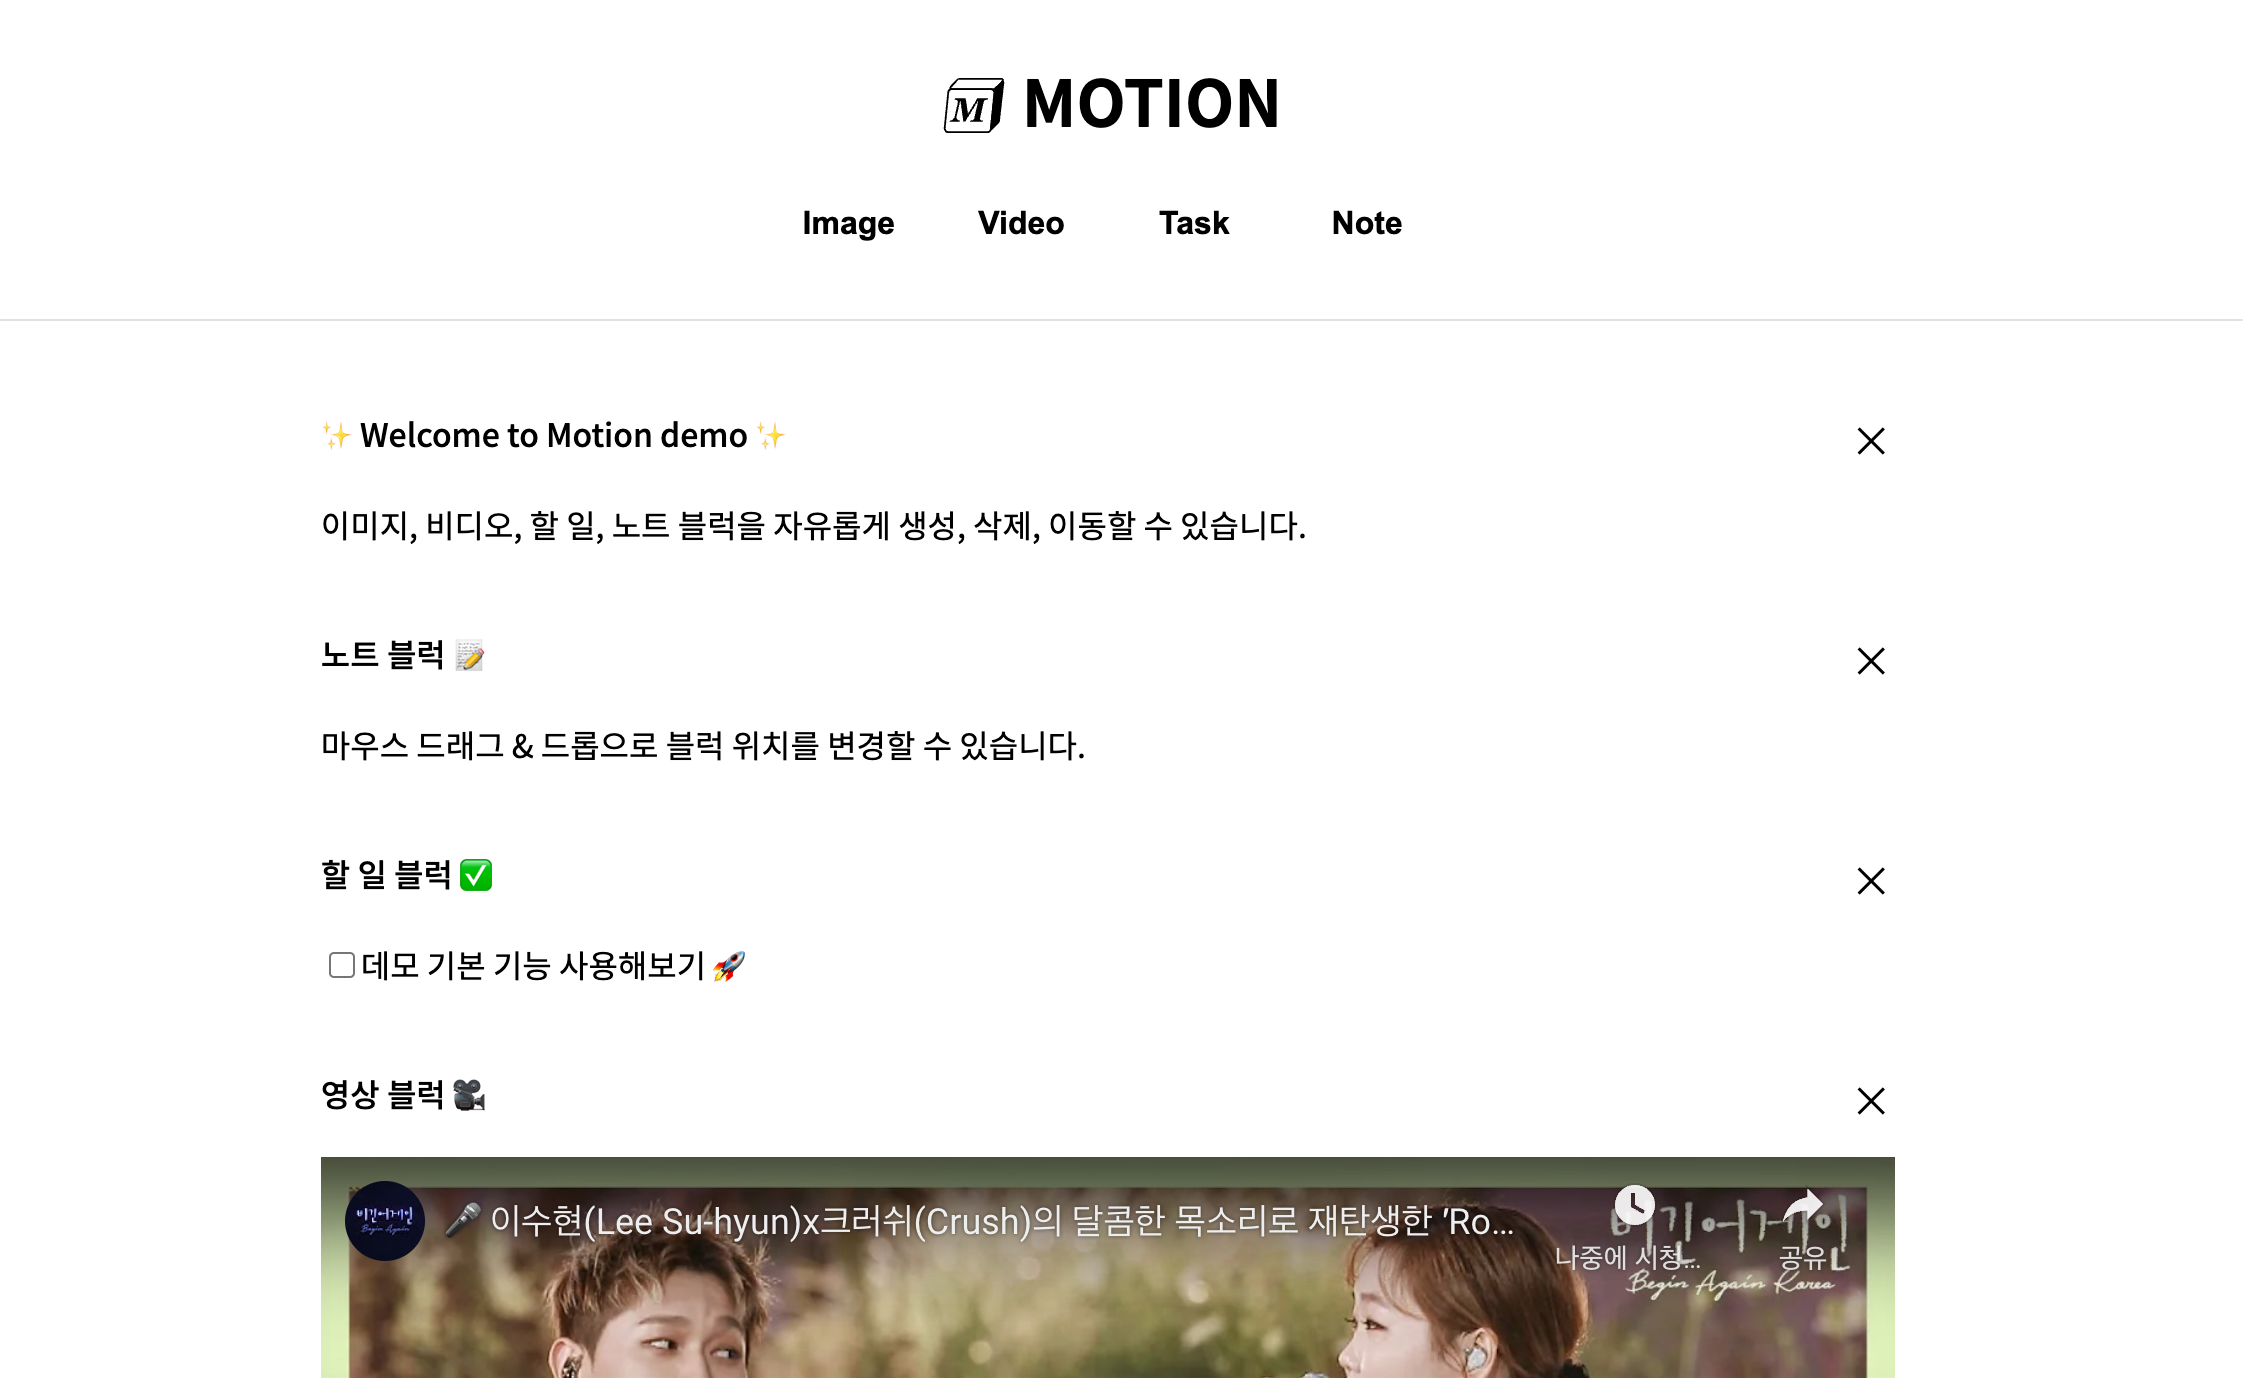 M MOTION
Image Video Task Note
✨ Welcome to Motion demo ✨
이미지, 비디오, 할 일, 노트 블럭을 자유롭게 생성, 삭제, 이동할 수 있습니다.
노트 블럭 📝
마우스 드래그 & 드롭으로 블럭 위치를 변경할 수 있습니다.
할 일 블럭 ✅
데모 기본 기능 사용해보기 🚀
영상 블럭 🎥
비긴어게인
Begin Again
🎤 이수현(Lee Su-hyun)x크러쉬(Crush)의 달콤한 목소리로 재탄생한 'Ro...
나중에 시청...
공유
비긴어게인
Begin Again Korea